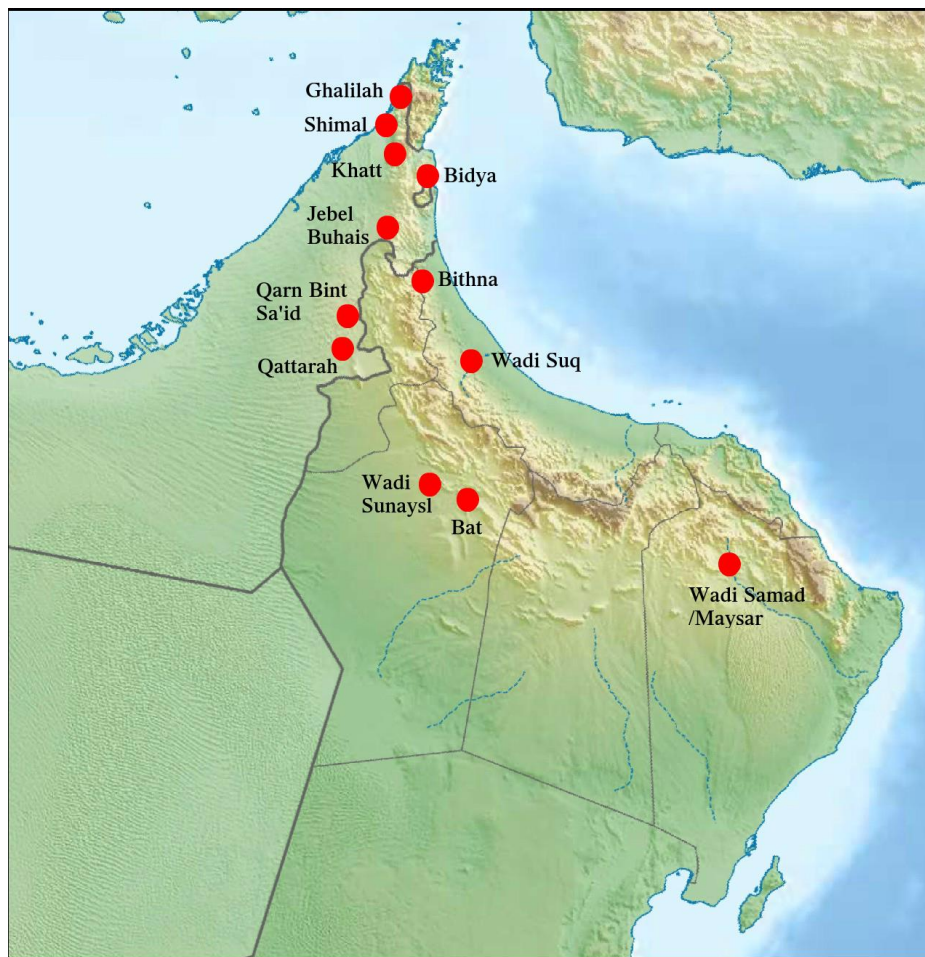 Ghalilah
Shimal
Khatt
Bidya
Jebel
Buhais
Bithna
Qarn Bint
Sa'id
Qattarah
Wadi Suq
Wadi
Sunaysl
Bat
Wadi Samad
/Maysar